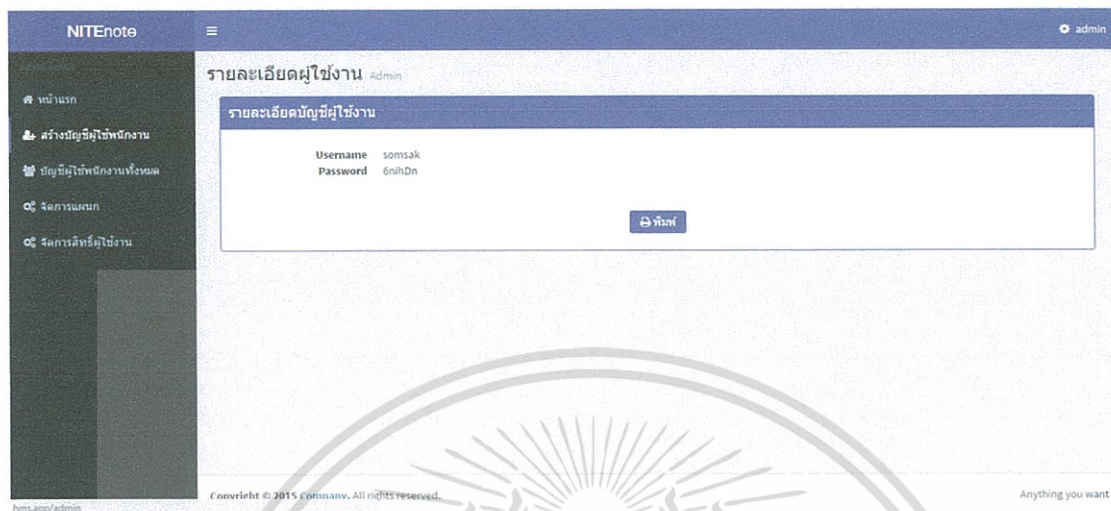 NITEnote
admin
รายละเอียดผู้ใช้งาน Admin
หน้าแรก
สร้างบัญชีผู้ใช้พนักงาน
บัญชีผู้ใช้พนักงานทั้งหมด
จัดการแผนก
จัดการสิทธิ์ผู้ใช้งาน
รายละเอียดบัญชีผู้ใช้งาน
Username somsak
Password 6nihDn
พิมพ์
Copyright © 2015 Company. All rights reserved.
Anything you want
hms.app/admin